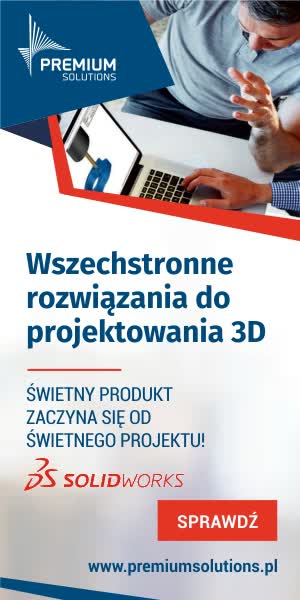 PREMIUM
SOLUTIONS
Wszechstronne
rozwiązania do
projektowania 3D
ŚWIETNY PRODUKT
ZACZYNA SIĘ OD
ŚWIETNEGO PROJEKTU!
SOLIDWORKS
SPRAWDŹ
www.premiumsolutions.pl